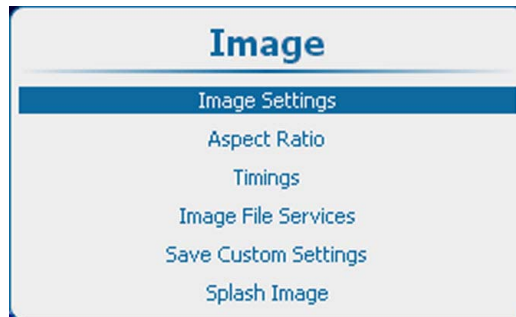 Image
Image Settings
Aspect Ratio
Timings
Image File Services
Save Custom Settings
Splash Image